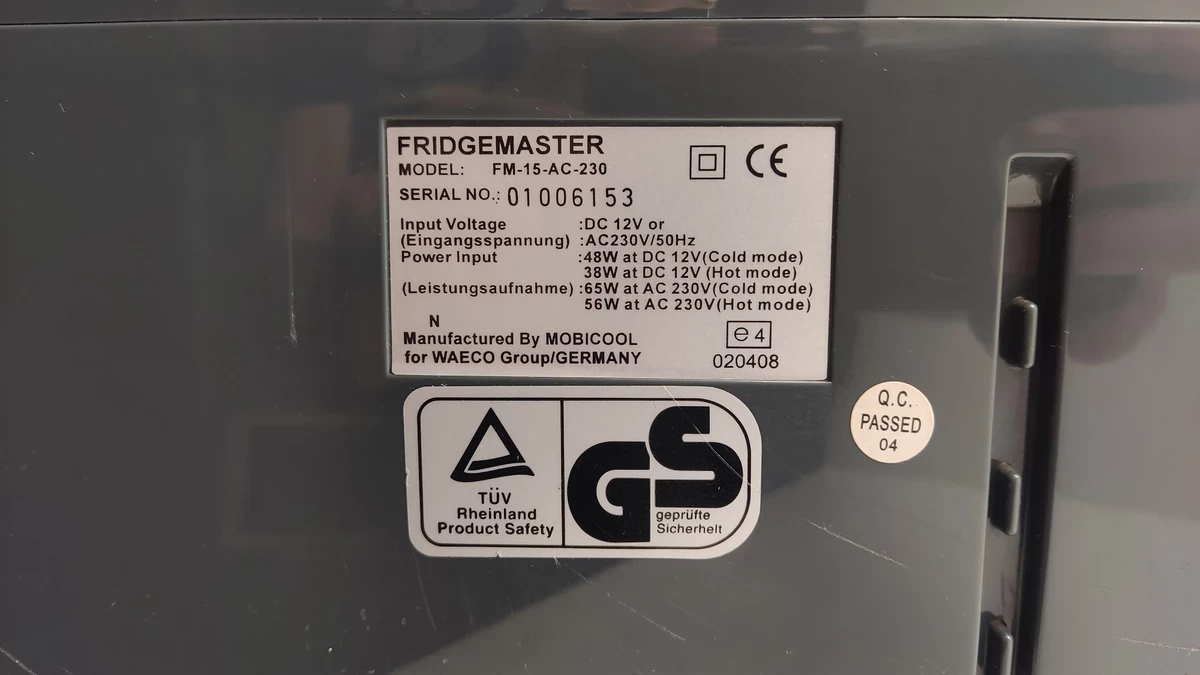 FRIDGEMASTER
MODEL: FM-15-AC-230
CE
SERIAL NO.: 01006153
Input Voltage :DC 12V or
(Eingangsspannung) :AC230V/50Hz
Power Input :48W at DC 12V(Cold mode)
38W at DC 12V (Hot mode)
(Leistungsaufnahme) :65W at AC 230V(Cold mode)
56W at AC 230V(Hot mode)
N
Manufactured By MOBICOOL
for WAECO Group/GERMANY
e4
020408
TÜV
Rheinland
Product Safety
GS
geprüfte
Sicherheit
Q.C.
PASSED
04